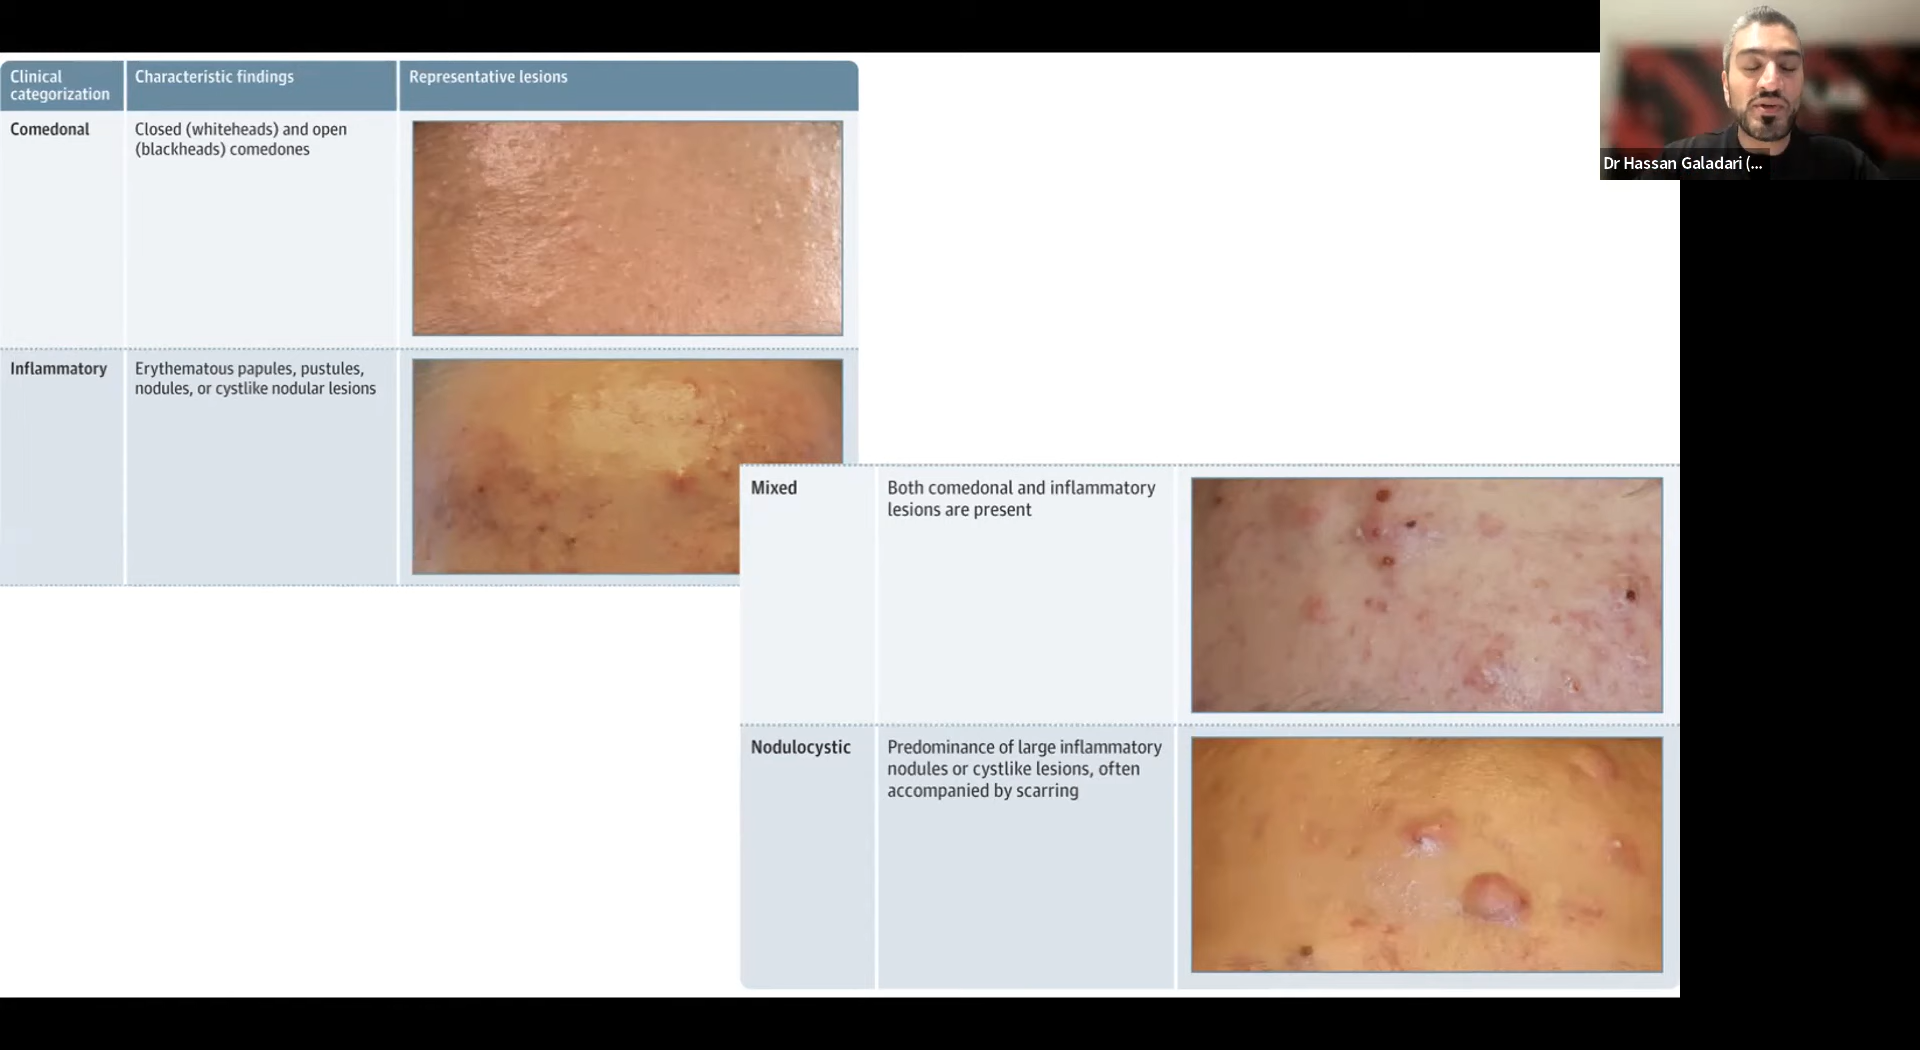 Clinical
categorization
Characteristic findings
Representative lesions
Comedonal
Closed (whiteheads) and open
(blackheads) comedones
Inflammatory
Erythematous papules, pustules,
nodules, or cystlike nodular lesions
Mixed
Both comedonal and inflammatory
lesions are present
Nodulocystic
Predominance of large inflammatory
nodules or cystlike lesions, often
accompanied by scarring
Dr Hassan Galadari (...